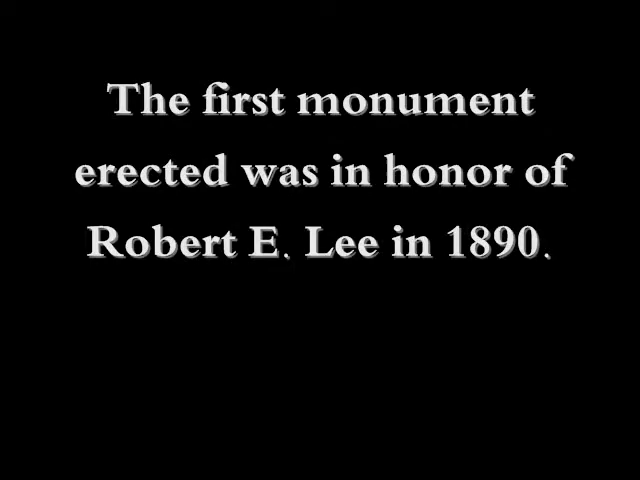 The first monument
erected was in honor of
Robert E. Lee in 1890.